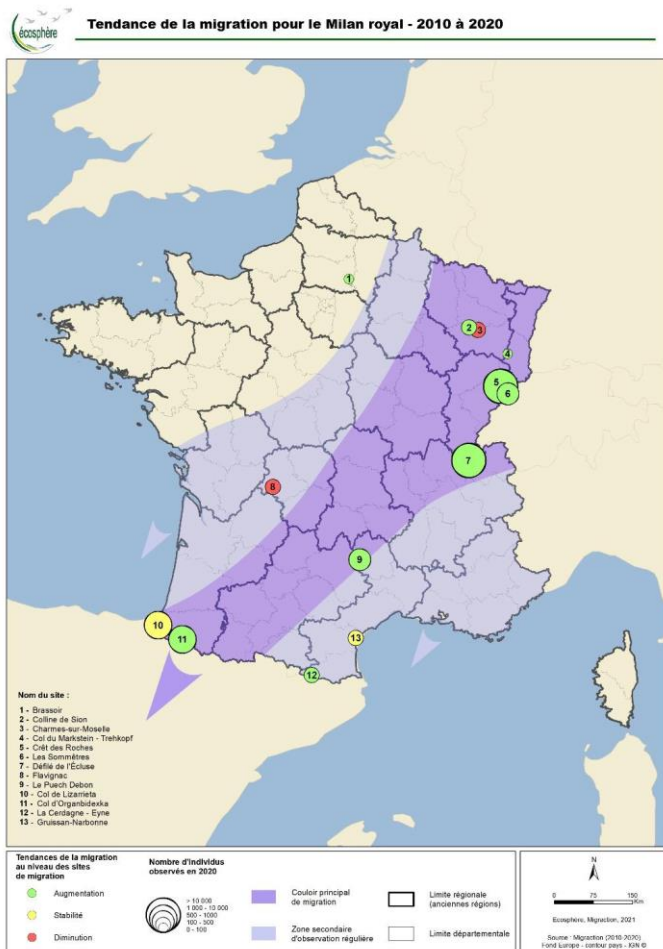 écosphère
Tendance de la migration pour le Milan royal - 2010 à 2020
1
2
3
4
5
6
7
8
9
10
11
12
13
Nom du site :
1 - Brassoir
2 - Colline de Sion
3 - Charmes-sur-Moselle
4 - Col du Markstein - Trehkopf
5 - Crêt des Roches
6 - Les Sommêtres
7 - Défilé de l'Écluse
8 - Flavignac
9 - Le Puech Debon
10 - Col de Lizarrieta
11 - Col d'Organbidexka
12 - La Cerdagne - Eyne
13 - Gruissan-Narbonne
Tendances de la migration
au niveau des sites
de migration
Augmentation
Stabilité
Diminution
Nombre d'individus
observés en 2020
> 10 000
1 000 - 10 000
500 - 1000
100 - 500
0 - 100
Couloir principal
de migration
Zone secondaire
d'observation régulière
Limite régionale
(anciennes régions)
Limite départementale
N
0 75 150
Km
Ecosphère, Migraction, 2021
Source : Migraction (2010-2020)
Fond Europe - contour pays - IGN ©